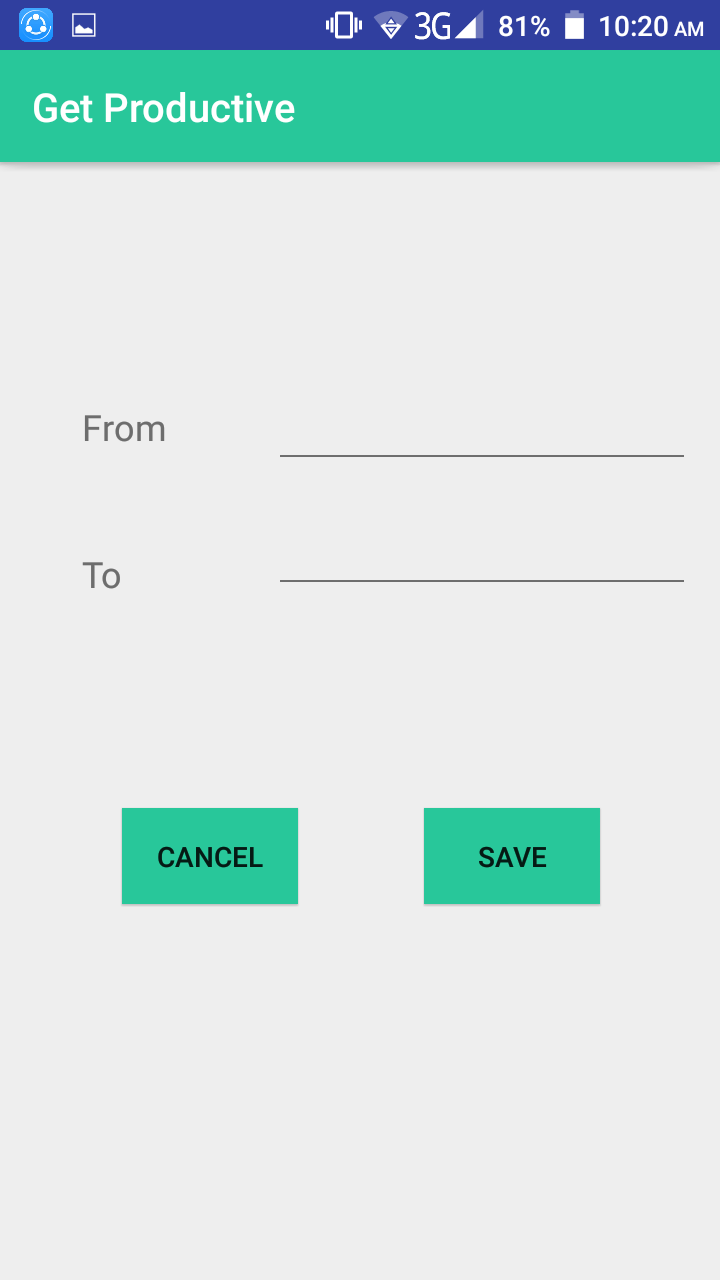 3G 81% 10:20 AM
Get Productive
From
To
CANCEL SAVE